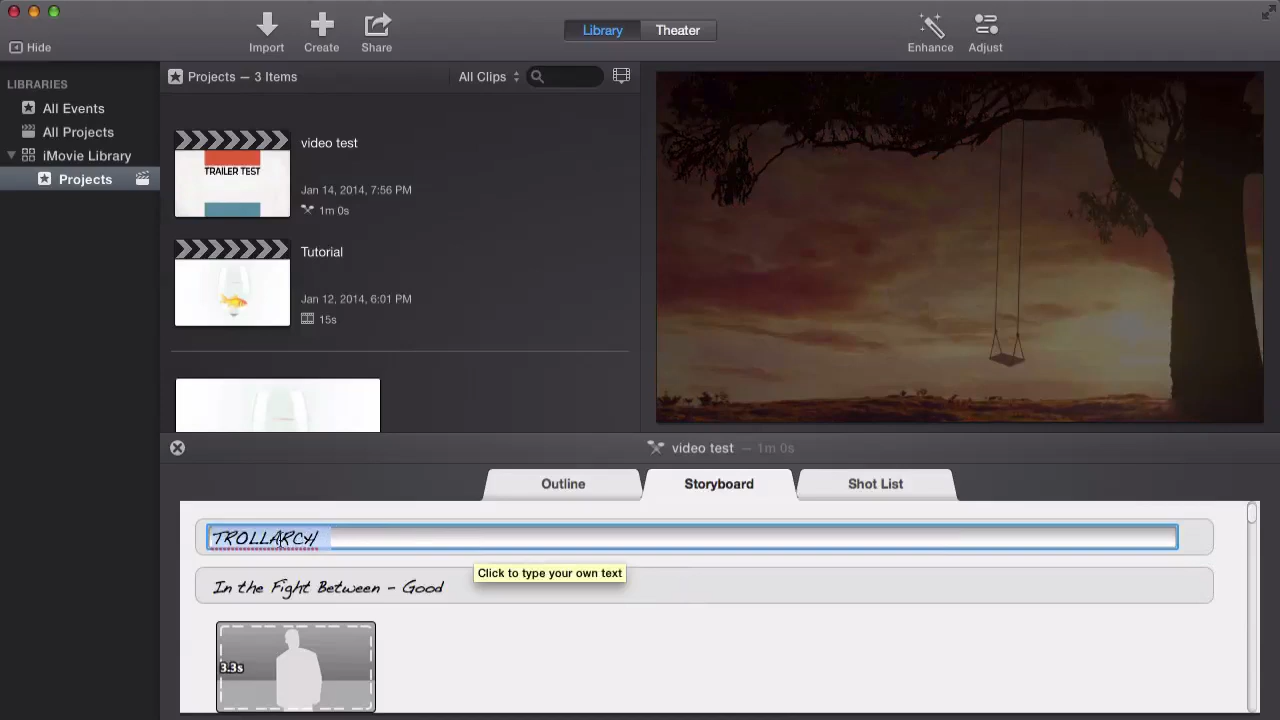 Import
Create
Share
Library
Theater
Enhance
Adjust
Hide
LIBRARIES
All Events
All Projects
iMovie Library
Projects
Projects — 3 Items
All Clips
TRAILER TEST
video test
Jan 14, 2014, 7:56 PM
1m 0s
Tutorial
Jan 12, 2014, 6:01 PM
15s
video test — 1m 0s
Outline
Storyboard
Shot List
TROLLARCH
Click to type your own text
In the Fight Between - Good
3.3s